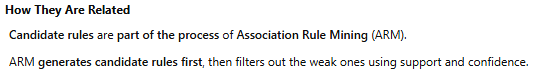 How They Are Related
Candidate rules are part of the process of Association Rule Mining (ARM).
ARM generates candidate rules first, then filters out the weak ones using support and confidence.